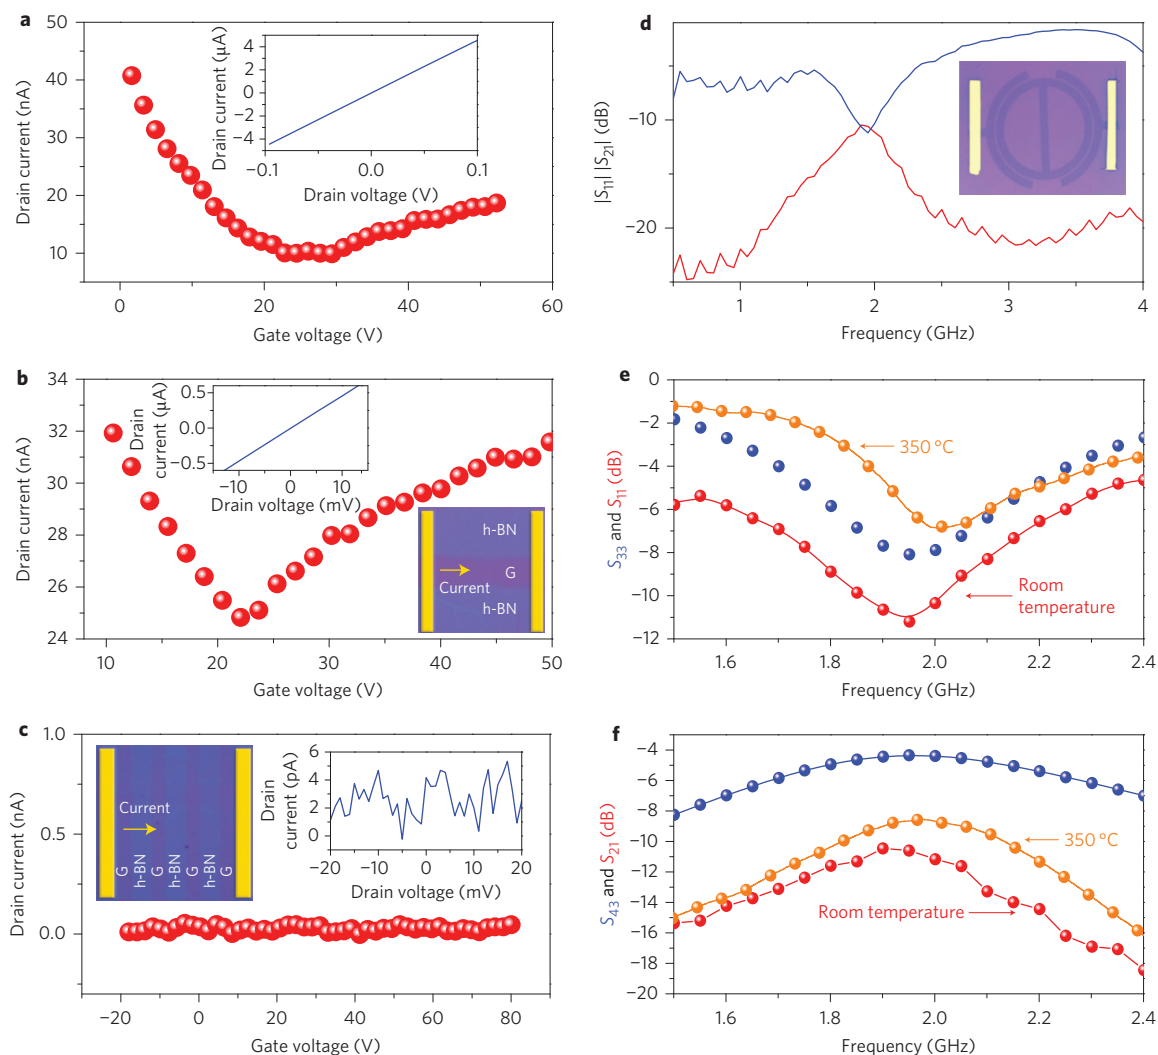 a
50
40
30
20
10
Drain current (nA)
0
20
40
60
Gate voltage (V)
4
2
0
−2
−4
Drain current (μA)
−0.1
0.0
0.1
Drain voltage (V)
b
34
32
31
30
28
26
24
Drain current (nA)
10
20
30
40
50
Gate voltage (V)
0.5
0.0
−0.5
Drain
current (μA)
−10
0
10
Drain voltage (mV)
h-BN
G
Current
h-BN
c
1.0
0.5
0.0
Drain current (nA)
−20
0
20
40
60
80
Gate voltage (V)
Current
G
h-BN
G
h-BN
G
h-BN
G
6
4
2
0
Drain
current (pA)
−20
−10
0
10
20
Drain voltage (mV)
d
−10
−20
|S11| |S21| (dB)
1
2
3
4
Frequency (GHz)
e
0
−2
−4
−6
−8
−10
−12
S33 and S11 (dB)
350 °C
Room
temperature
1.6
1.8
2.0
2.2
2.4
Frequency (GHz)
f
−4
−6
−8
−10
−12
−14
−16
−18
−20
S43 and S21 (dB)
350 °C
Room temperature
1.6
1.8
2.0
2.2
2.4
Frequency (GHz)